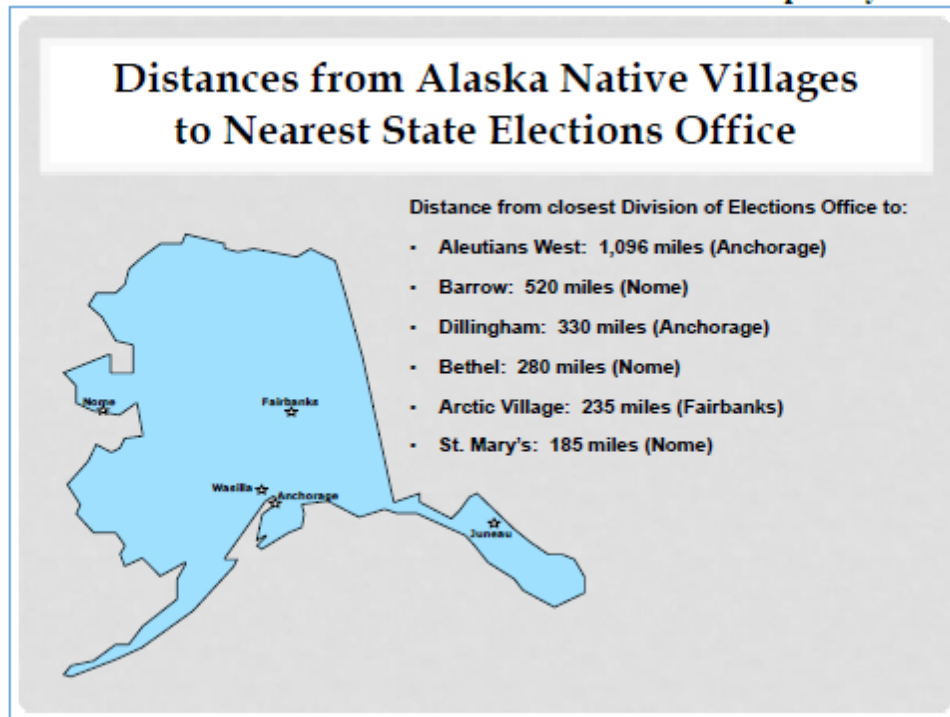 Distances from Alaska Native Villages
to Nearest State Elections Office
Distance from closest Division of Elections Office to:
▪ Aleutians West: 1,096 miles (Anchorage)
▪ Barrow: 520 miles (Nome)
▪ Dillingham: 330 miles (Anchorage)
▪ Bethel: 280 miles (Nome)
▪ Arctic Village: 235 miles (Fairbanks)
▪ St. Mary's: 185 miles (Nome)
Nome
Fairbanks
Wasilla
Anchorage
Juneau